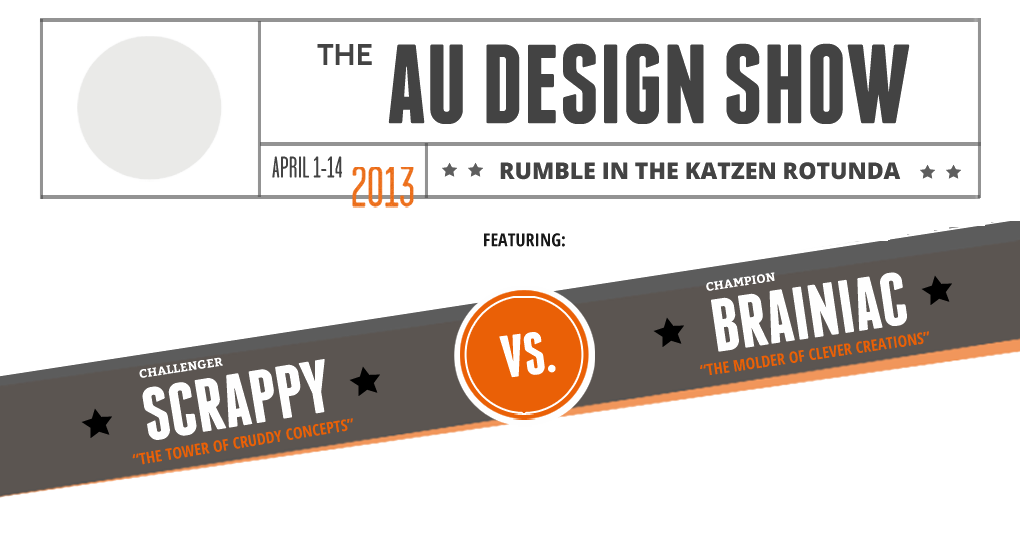 THE AU DESIGN SHOW
APRIL 1-14 2013
RUMBLE IN THE KATZEN ROTUNDA
FEATURING:
CHALLENGER
SCRAPPY
"THE TOWER OF CRUDDY CONCEPTS"
VS.
CHAMPION
BRAINIAC
"THE MOLDER OF CLEVER CREATIONS"